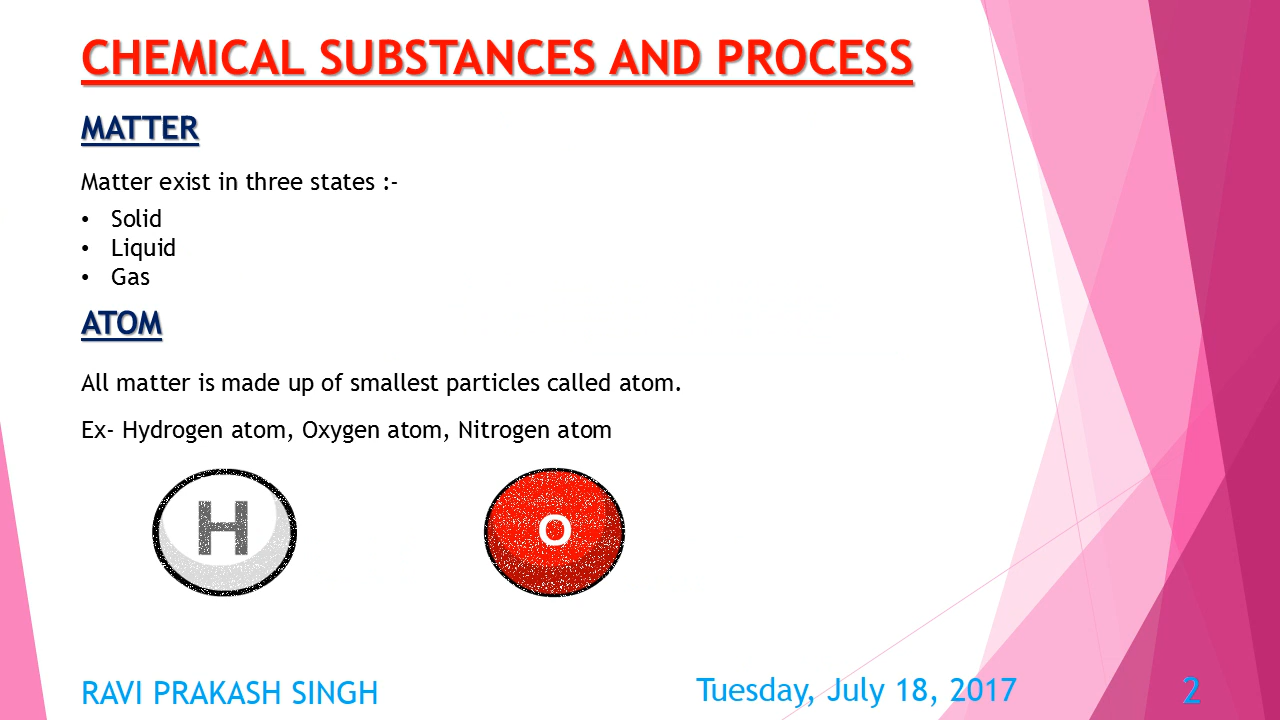 CHEMICAL SUBSTANCES AND PROCESS
MATTER
Matter exist in three states :-
• Solid
• Liquid
• Gas
ATOM
All matter is made up of smallest particles called atom.
Ex- Hydrogen atom, Oxygen atom, Nitrogen atom
H
O
RAVI PRAKASH SINGH
Tuesday, July 18, 2017
2